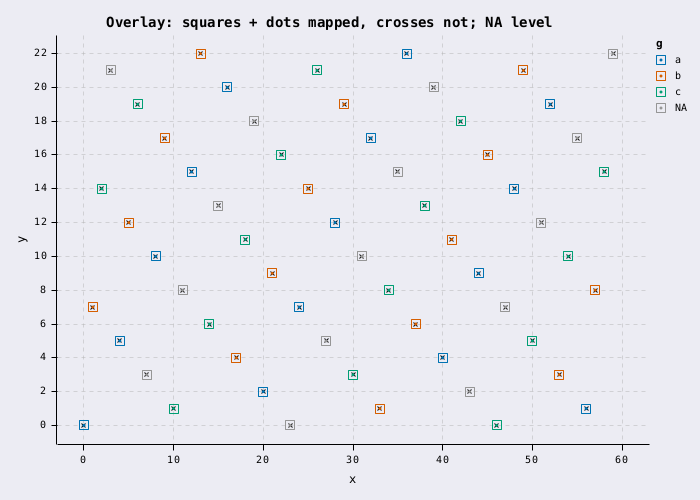 Overlay: squares + dots mapped, crosses not; NA level
g
a
b
c
NA
22
20
18
16
14
12
10
8
6
4
2
0
y
0 10 20 30 40 50 60
x